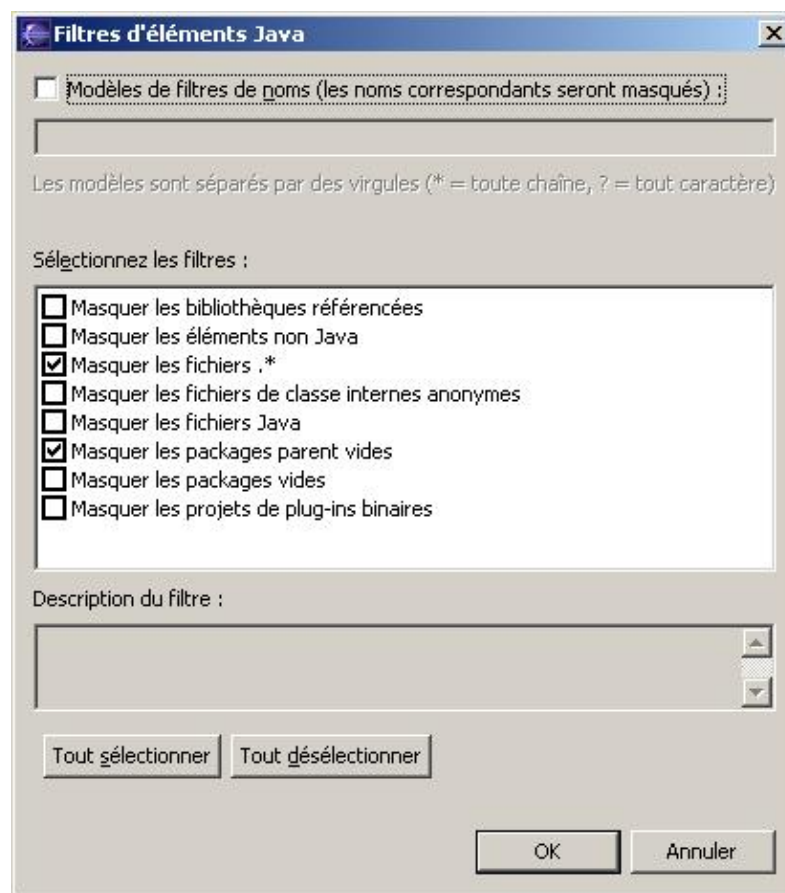 Filtres d'éléments Java
Modèles de filtres de noms (les noms correspondants seront masqués) :
Les modèles sont séparés par des virgules (* = toute chaîne, ? = tout caractère)
Sélectionnez les filtres :
Masquer les bibliothèques référencées
Masquer les éléments non Java
Masquer les fichiers .*
Masquer les fichiers de classe internes anonymes
Masquer les fichiers Java
Masquer les packages parent vides
Masquer les packages vides
Masquer les projets de plug-ins binaires
Description du filtre :
Tout sélectionner Tout désélectionner
OK Annuler